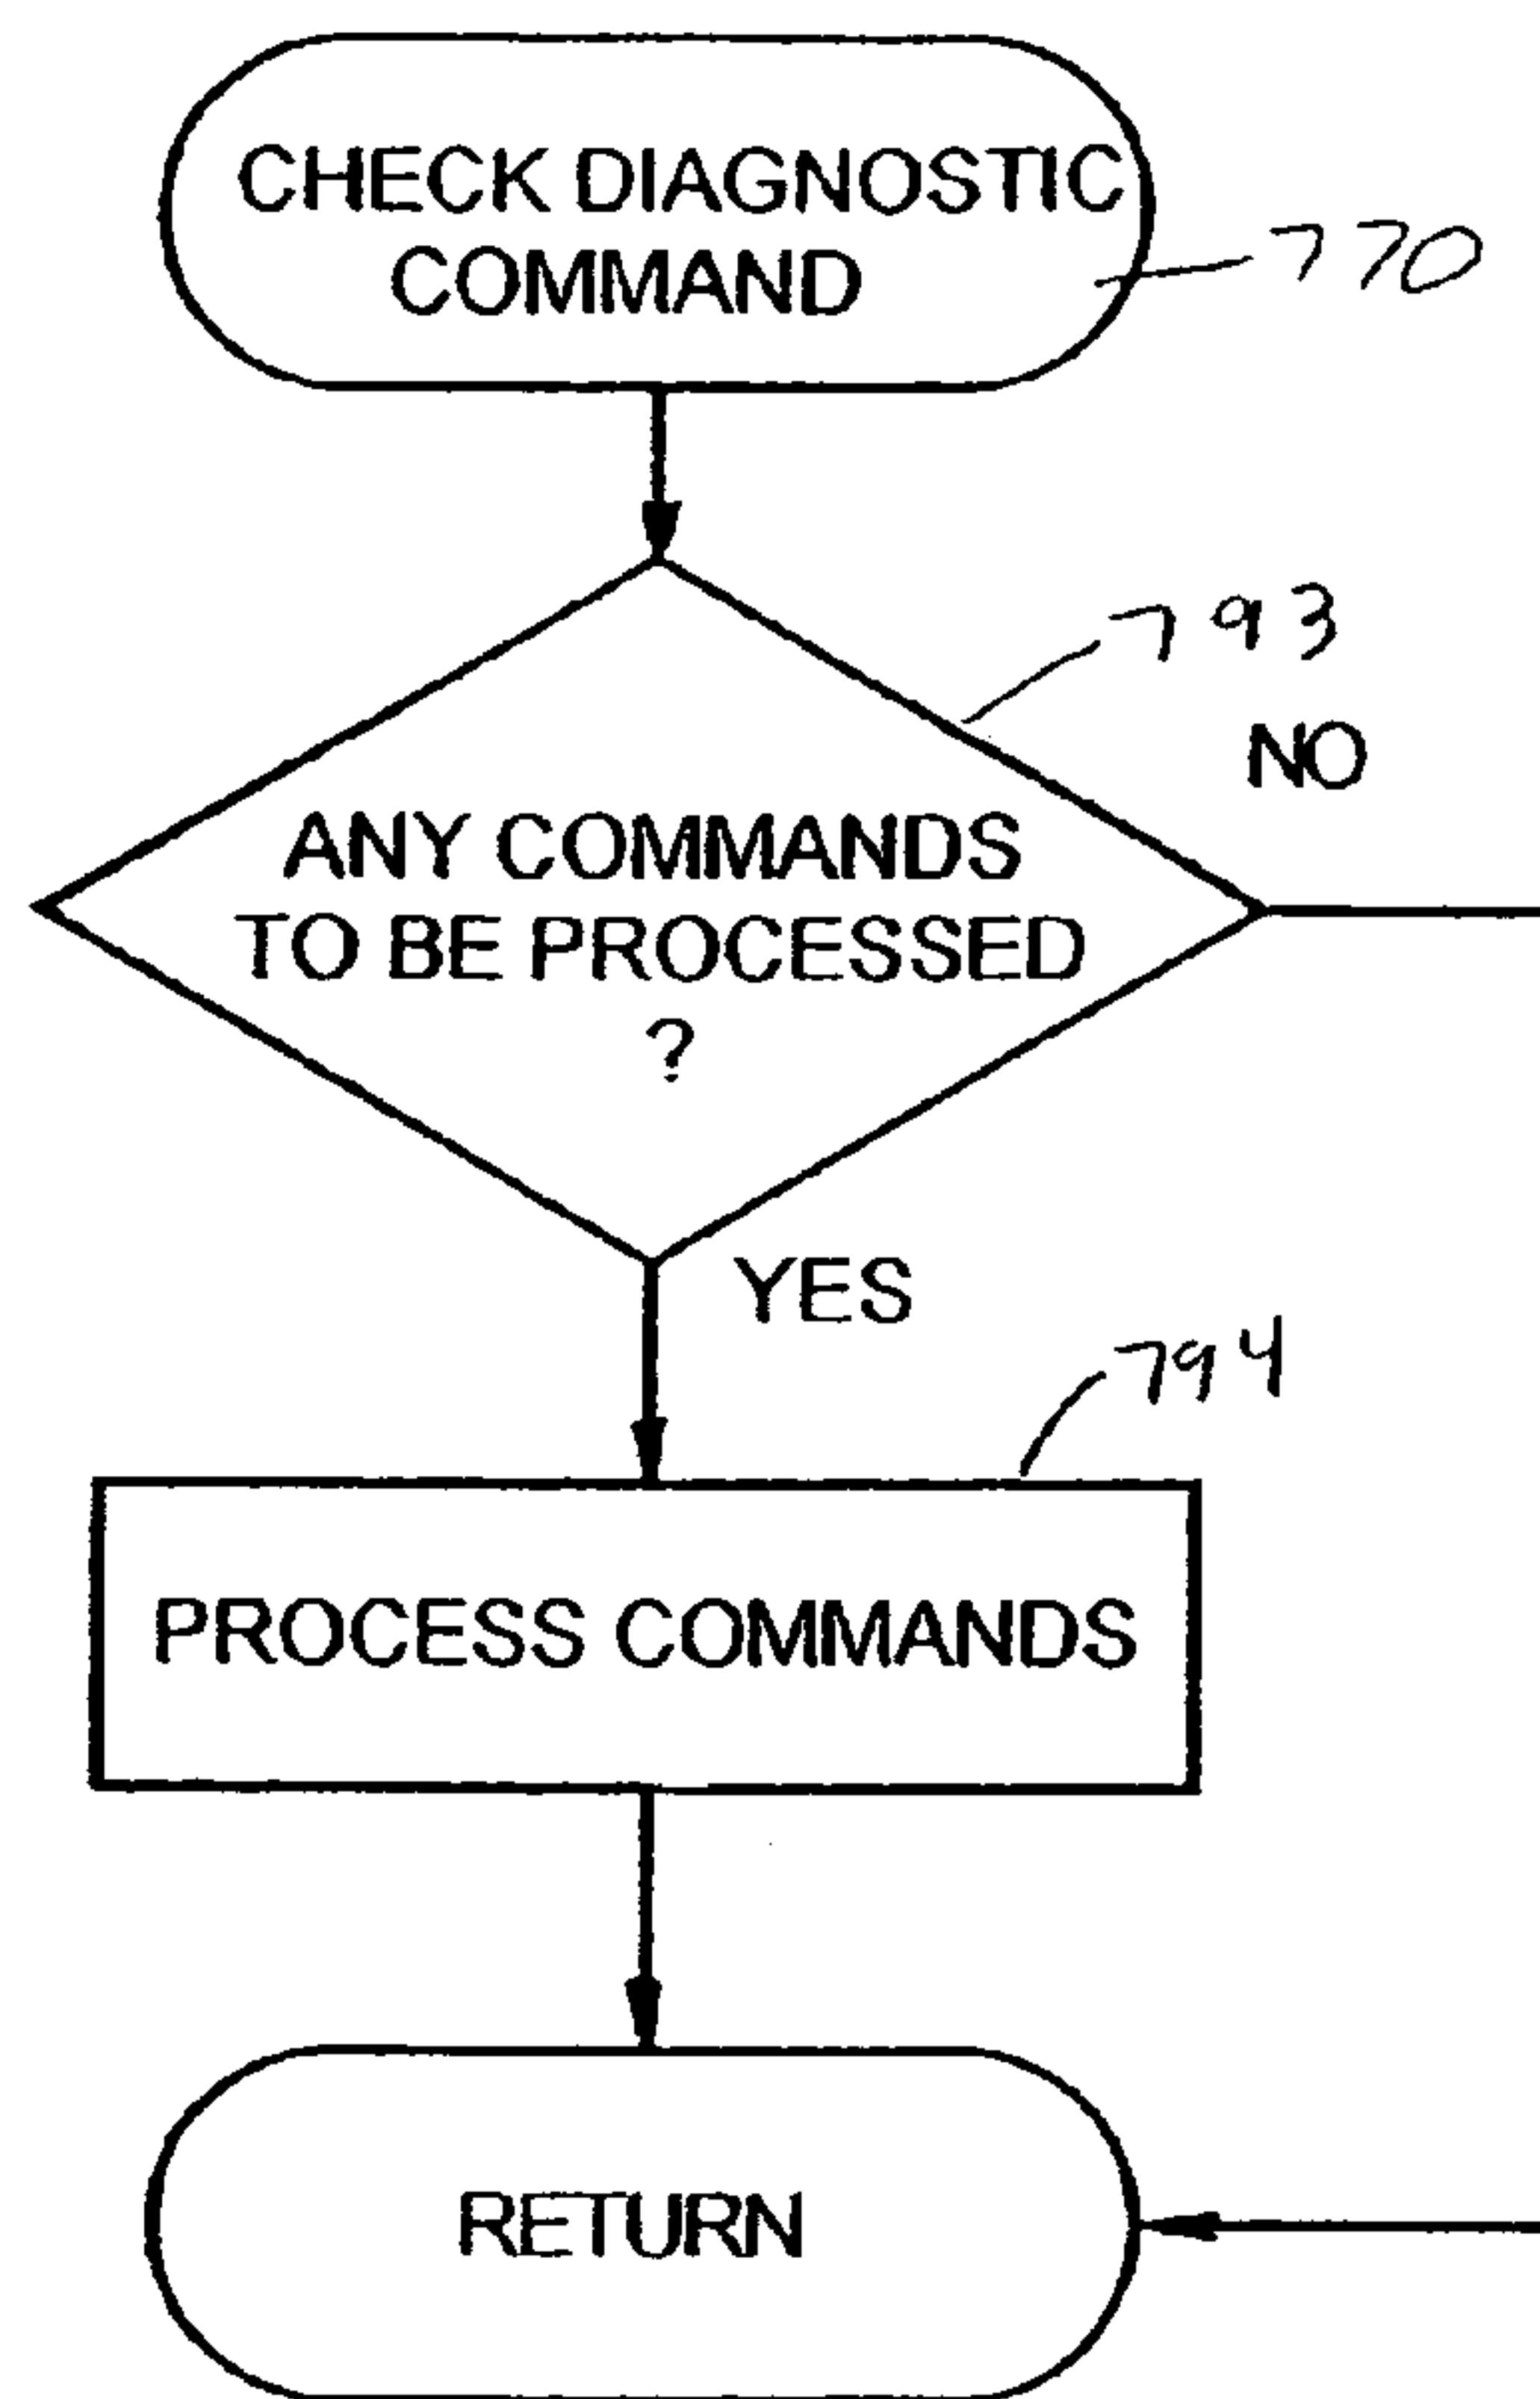 CHECK DIAGNOSTIC
COMMAND
770
793
NO
ANY COMMANDS
TO BE PROCESSED
?
YES
794
PROCESS COMMANDS
RETURN